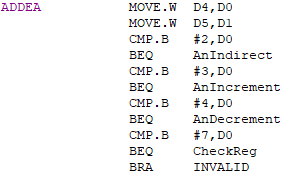 ADDEA MOVE.W D4,D0
MOVE.W D5,D1
CMP.B #2,D0
BEQ AnIndirect
CMP.B #3,D0
BEQ AnIncrement
CMP.B #4,D0
BEQ AnDecrement
CMP.B #7,D0
BEQ CheckReg
BRA INVALID